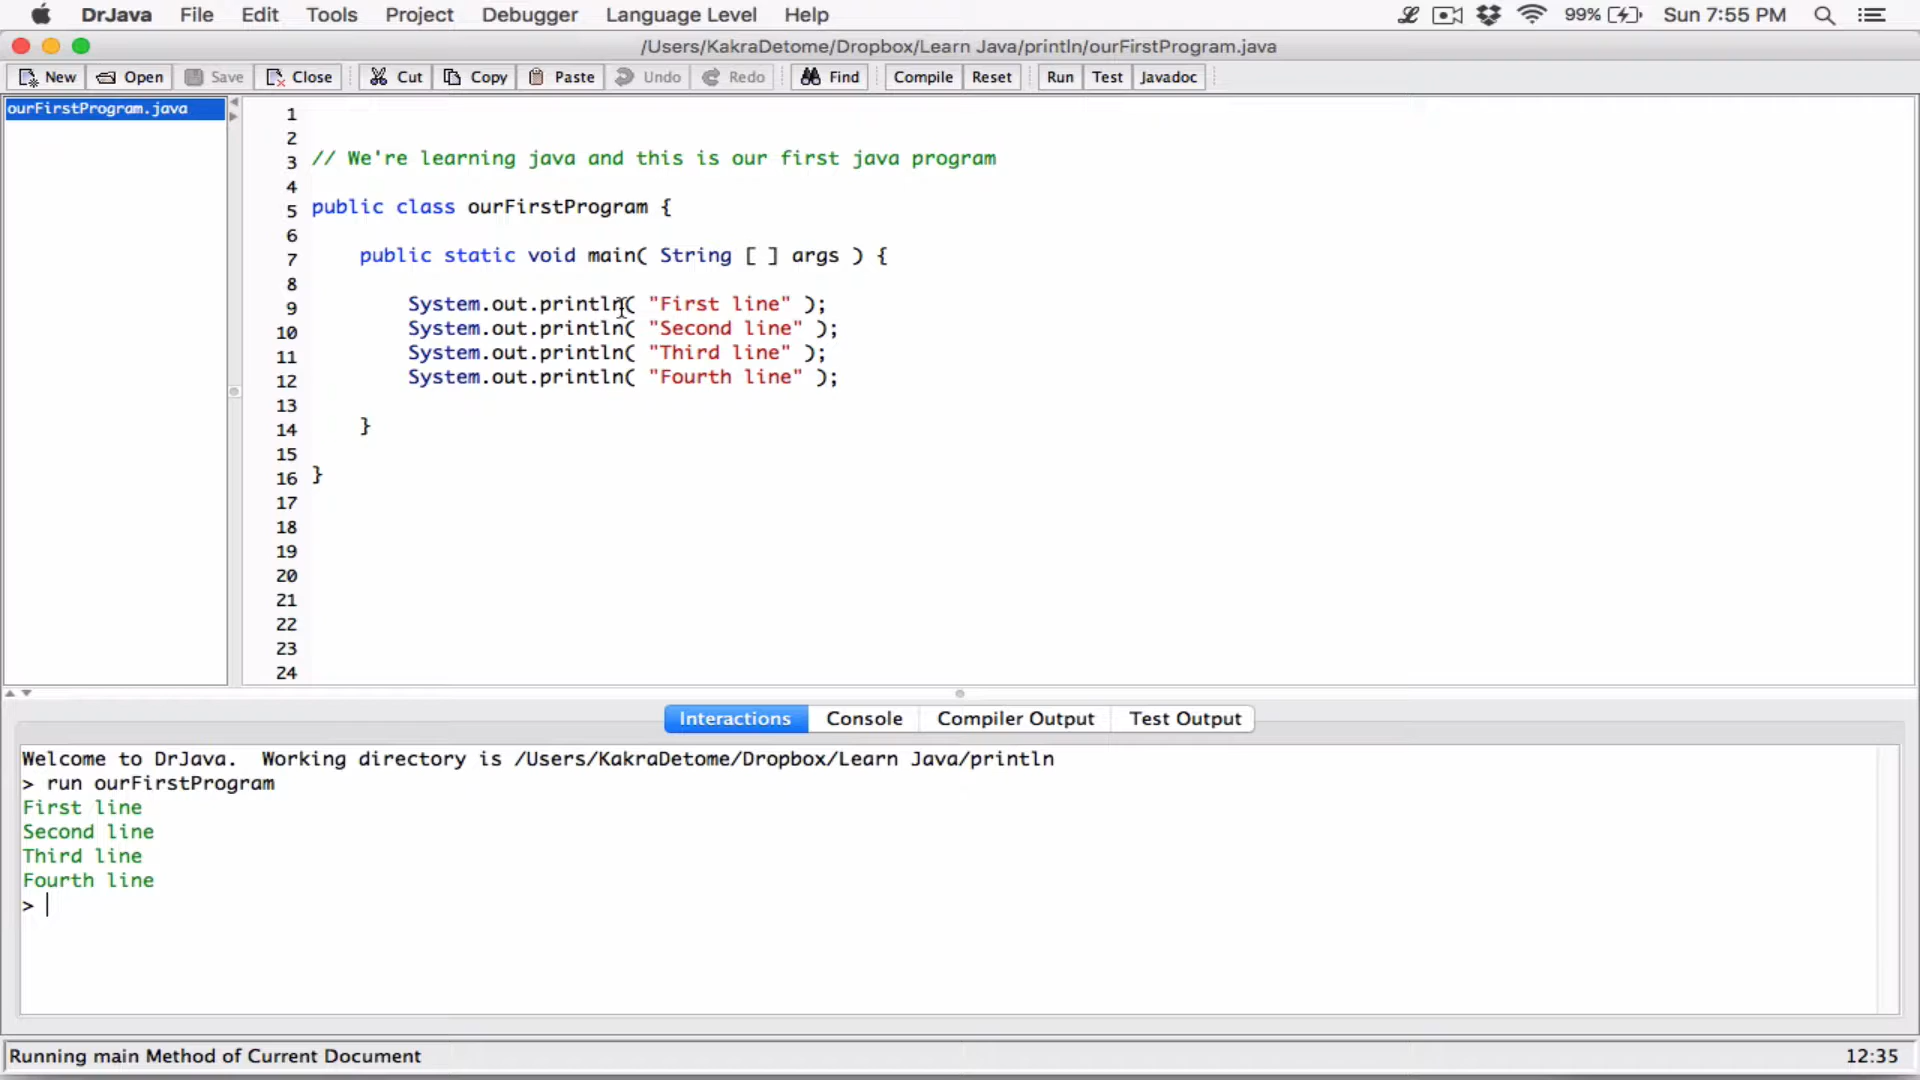 DrJava File Edit Tools Project Debugger Language Level Help 99% Sun 7:55 PM
/Users/KakraDetome/Dropbox/Learn Java/println/ourFirstProgram.java
New Open Save Close Cut Copy Paste Undo Redo Find Compile Reset Run Test Javadoc
ourFirstProgram.java
1
2
3 // We're learning java and this is our first java program
4
5 public class ourFirstProgram {
6
7 public static void main( String [ ] args ) {
8
9 System.out.println( "First line" );
10 System.out.println( "Second line" );
11 System.out.println( "Third line" );
12 System.out.println( "Fourth line" );
13
14 }
15
16 }
17
18
19
20
21
22
23
24
Interactions Console Compiler Output Test Output
Welcome to DrJava. Working directory is /Users/KakraDetome/Dropbox/Learn Java/println
> run ourFirstProgram
First line
Second line
Third line
Fourth line
>
Running main Method of Current Document 12:35